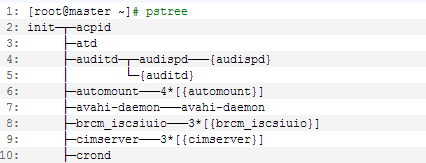 1: [root@master ~]# pstree
2: init─┬─acpid
3:      ├─atd
4:      ├─auditd─┬─audispd───{audispd}
5:      │        └─{auditd}
6:      ├─automount───4*[{automount}]
7:      ├─avahi-daemon───avahi-daemon
8:      ├─brcm_iscsiuio───3*[{brcm_iscsiuio}]
9:      ├─cimserver───3*[{cimserver}]
10:      ├─crond